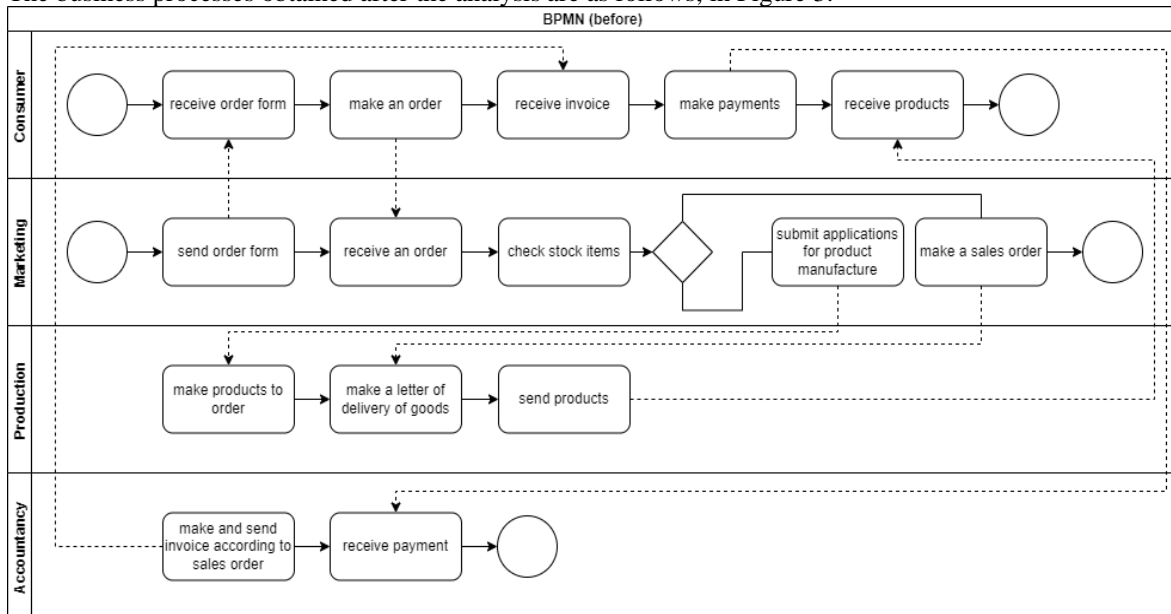 The business processes obtained after the analysis are as follows, in Figure 3.
BPMN (before)
Consumer
receive order form
make an order
receive invoice
make payments
receive products
Marketing
send order form
receive an order
check stock items
submit applications
for product
manufacture
make a sales order
Production
make products to
order
make a letter of
delivery of goods
send products
Accountancy
make and send
invoice according to
sales order
receive payment